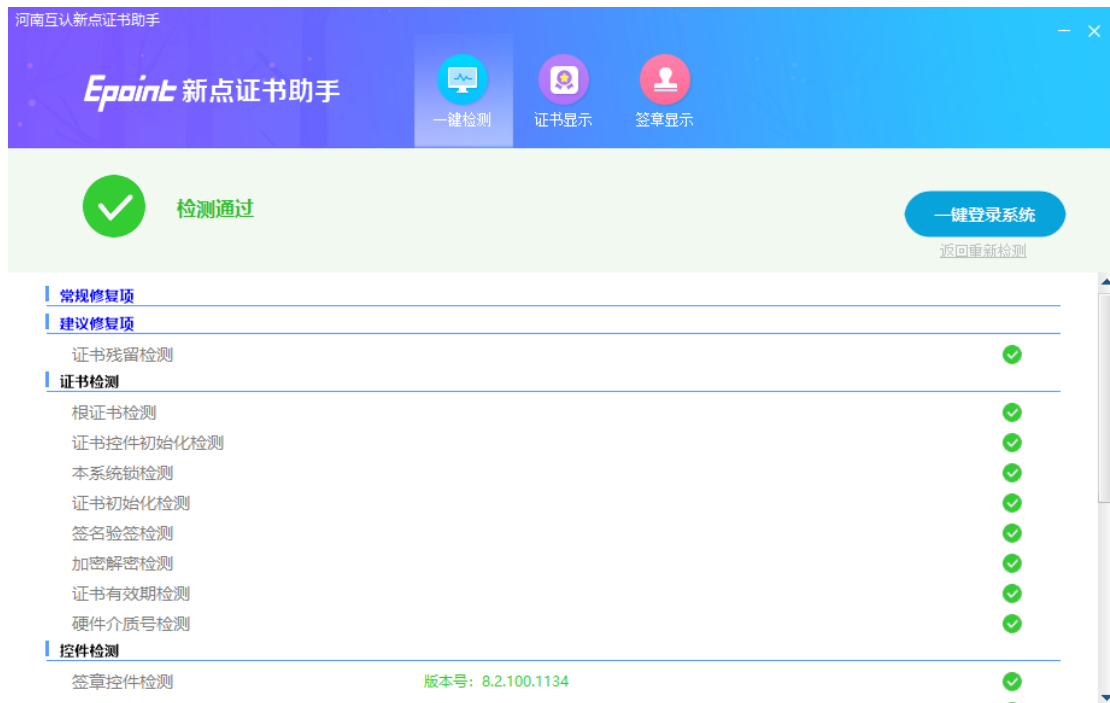 河南互认新点证书助手
Epoint 新点证书助手
一键检测 证书显示 签章显示
检测通过
一键登录系统
返回重新检测
常规修复项
建议修复项
证书残留检测
证书检测
根证书检测
证书控件初始化检测
本系统锁检测
证书初始化检测
签名验签检测
加密解密检测
证书有效期检测
硬件介质号检测
控件检测
签章控件检测 版本号：8.2.100.1134